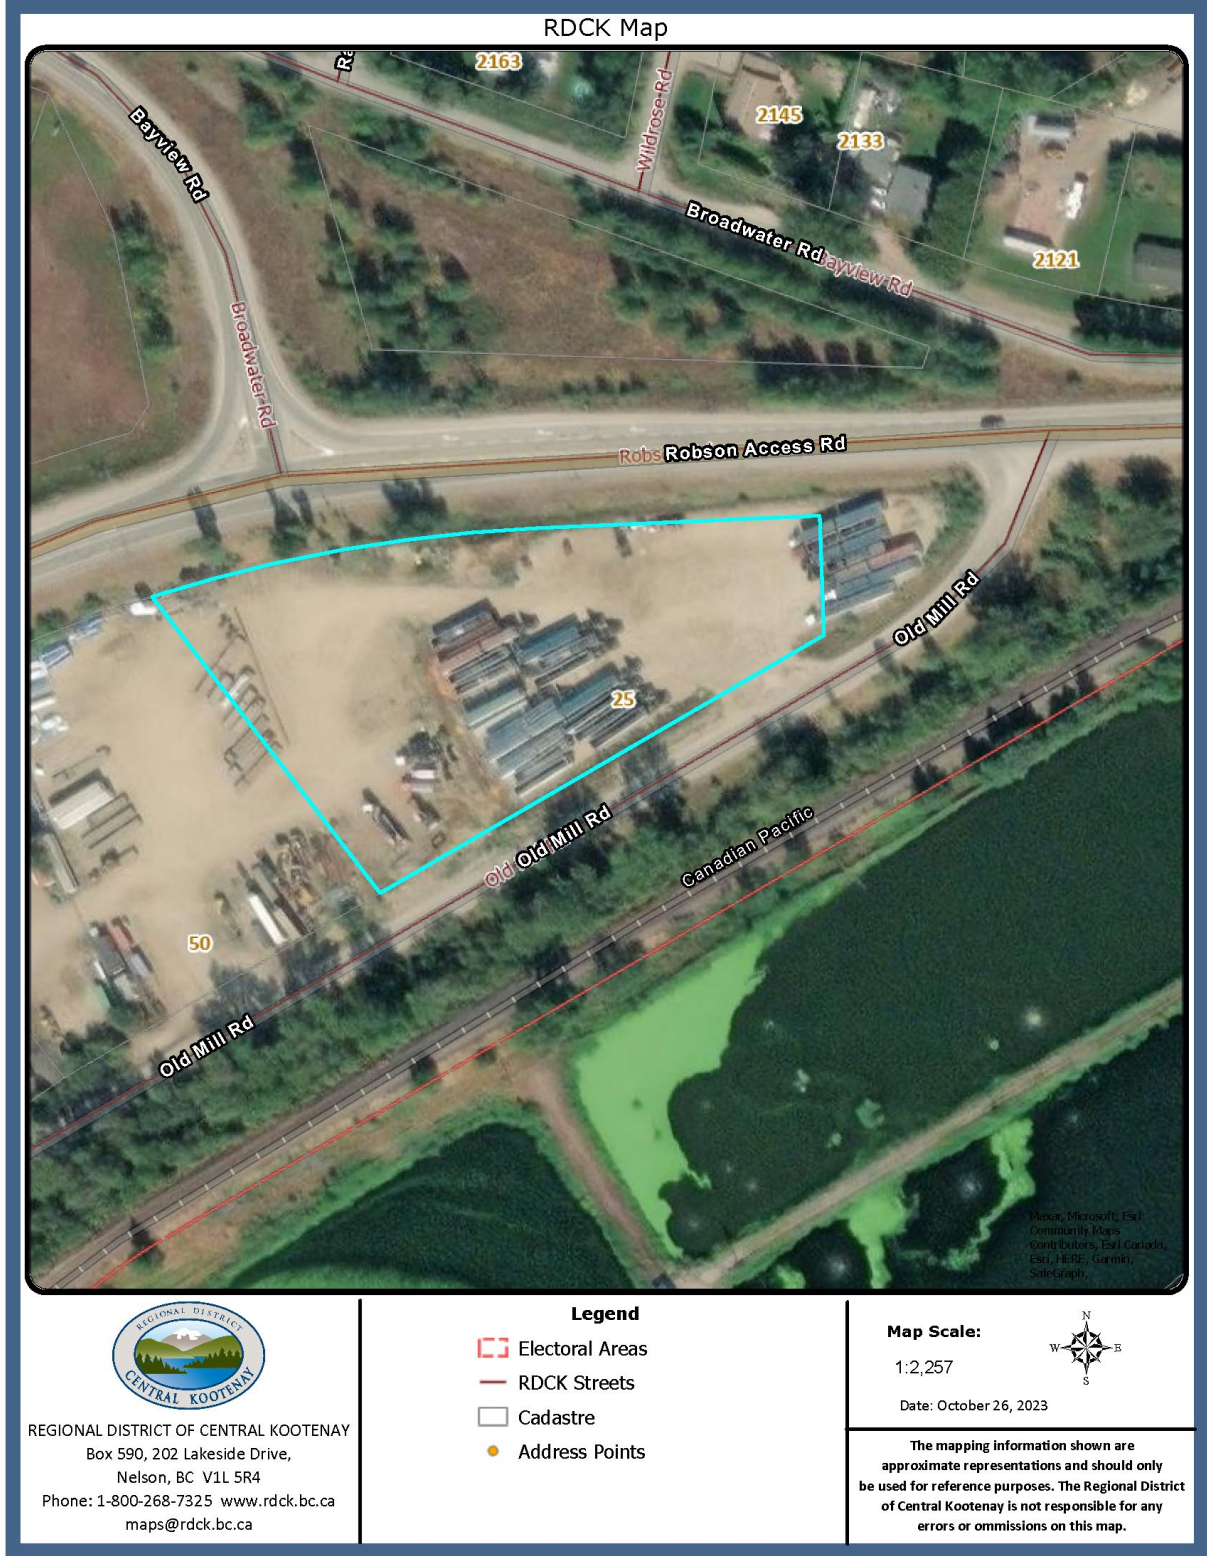 RDCK Map
Ra
2163
Wildrose Rd
2145
2133
Bayview Rd
Broadwater Rd
Bayview Rd
2121
Broadwater Rd
Robs
Robson Access Rd
Old Mill Rd
25
Old
Old Mill Rd
Canadian Pacific
50
Old Mill Rd
Maxar, Microsoft, Esri
Community Maps
Contributors, Esri Canada,
Esri, HERE, Garmin,
SafeGraph,
REGIONAL DISTRICT
CENTRAL KOOTENAY
REGIONAL DISTRICT OF CENTRAL KOOTENAY
Box 590, 202 Lakeside Drive,
Nelson, BC V1L 5R4
Phone: 1-800-268-7325 www.rdck.bc.ca
maps@rdck.bc.ca
Legend
Electoral Areas
RDCK Streets
Cadastre
Address Points
Map Scale:
1:2,257
N
W
E
S
Date: October 26, 2023
The mapping information shown are
approximate representations and should only
be used for reference purposes. The Regional District
of Central Kootenay is not responsible for any
errors or ommissions on this map.